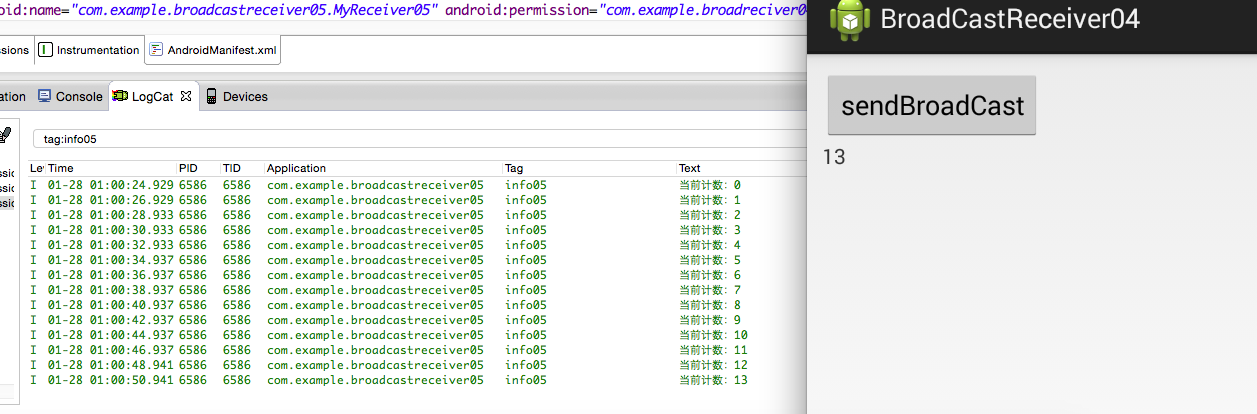 oid:name="com.example.broadcastreceiver05.MyReceiver05" android:permission="com.example.broadreciver04
ssions Instrumentation AndroidManifest.xml
ation Console LogCat Devices
tag:info05
Time PID TID Application Tag Text
I 01-28 01:00:24.929 6586 6586 com.example.broadcastreceiver05 info05 当前计数: 0
I 01-28 01:00:26.929 6586 6586 com.example.broadcastreceiver05 info05 当前计数: 1
I 01-28 01:00:28.933 6586 6586 com.example.broadcastreceiver05 info05 当前计数: 2
I 01-28 01:00:30.933 6586 6586 com.example.broadcastreceiver05 info05 当前计数: 3
I 01-28 01:00:32.933 6586 6586 com.example.broadcastreceiver05 info05 当前计数: 4
I 01-28 01:00:34.937 6586 6586 com.example.broadcastreceiver05 info05 当前计数: 5
I 01-28 01:00:36.937 6586 6586 com.example.broadcastreceiver05 info05 当前计数: 6
I 01-28 01:00:38.937 6586 6586 com.example.broadcastreceiver05 info05 当前计数: 7
I 01-28 01:00:40.937 6586 6586 com.example.broadcastreceiver05 info05 当前计数: 8
I 01-28 01:00:42.937 6586 6586 com.example.broadcastreceiver05 info05 当前计数: 9
I 01-28 01:00:44.937 6586 6586 com.example.broadcastreceiver05 info05 当前计数: 10
I 01-28 01:00:46.937 6586 6586 com.example.broadcastreceiver05 info05 当前计数: 11
I 01-28 01:00:48.941 6586 6586 com.example.broadcastreceiver05 info05 当前计数: 12
I 01-28 01:00:50.941 6586 6586 com.example.broadcastreceiver05 info05 当前计数: 13
BroadCastReceiver04
sendBroadCast
13